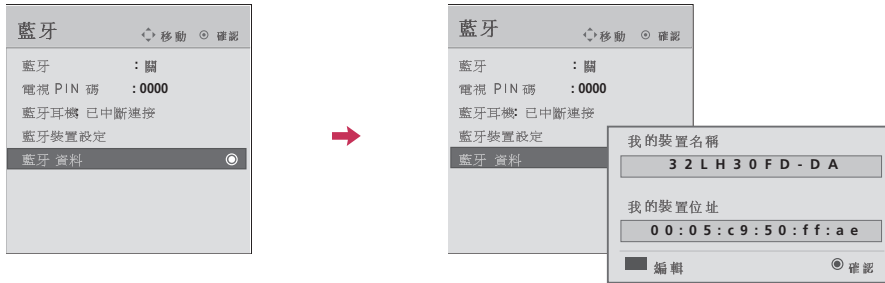 藍牙
移動 確認
藍牙 : 關
電視 PIN 碼 : 0000
藍牙耳機: 已中斷連接
藍牙裝置設定
藍牙 資料
藍牙
移動 確認
藍牙 : 關
電視 PIN 碼 : 0000
藍牙耳機: 已中斷連接
藍牙裝置設定
藍牙 資料
我的裝置名稱
32LH30FD-DA
我的裝置位址
00:05:c9:50:ff:ae
編輯 確認